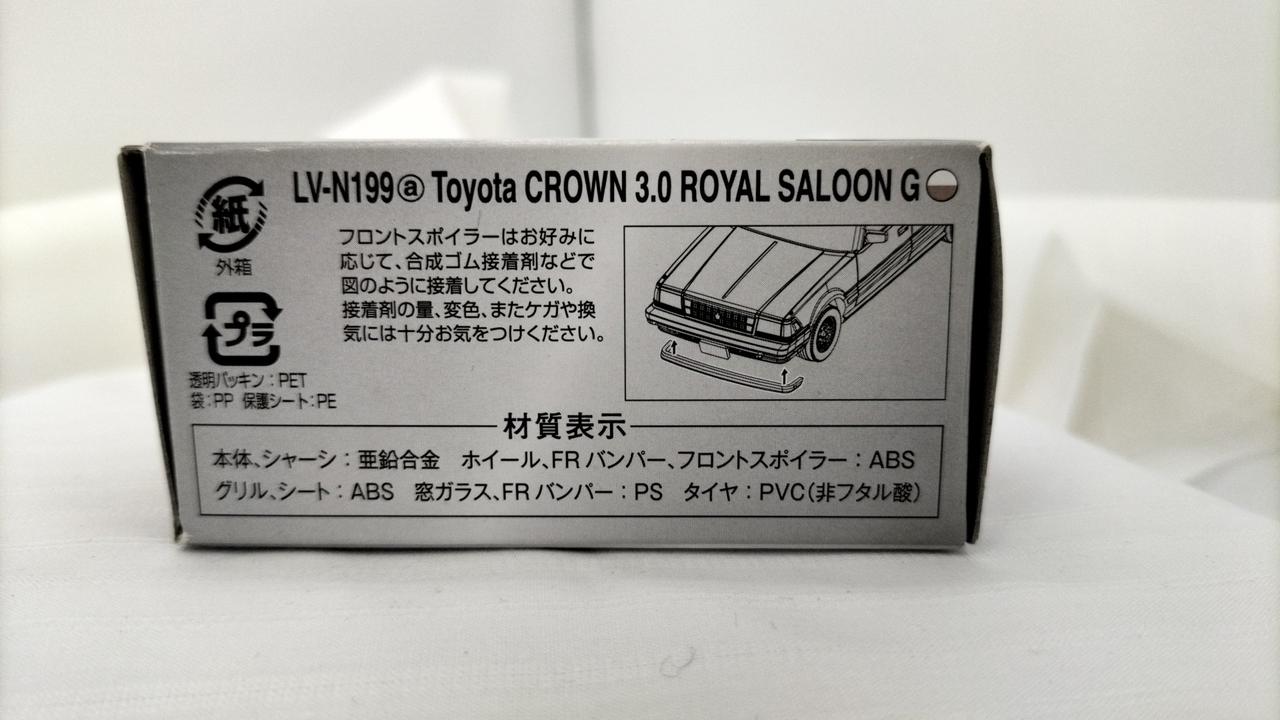 LV-N199ⓐ Toyota CROWN 3.0 ROYAL SALOON G
紙
外箱
プラ
透明パッキン：PET
袋：PP 保護シート：PE
フロントスポイラーはお好みに
応じて、合成ゴム接着剤などで
図のように接着してください。
接着剤の量、変色、またケガや換
気には十分お気をつけください。
材質表示
本体、シャーシ：亜鉛合金 ホイール、FRバンパー、フロントスポイラー：ABS
グリル、シート：ABS 窓ガラス、FRバンパー：PS タイヤ：PVC（非フタル酸）